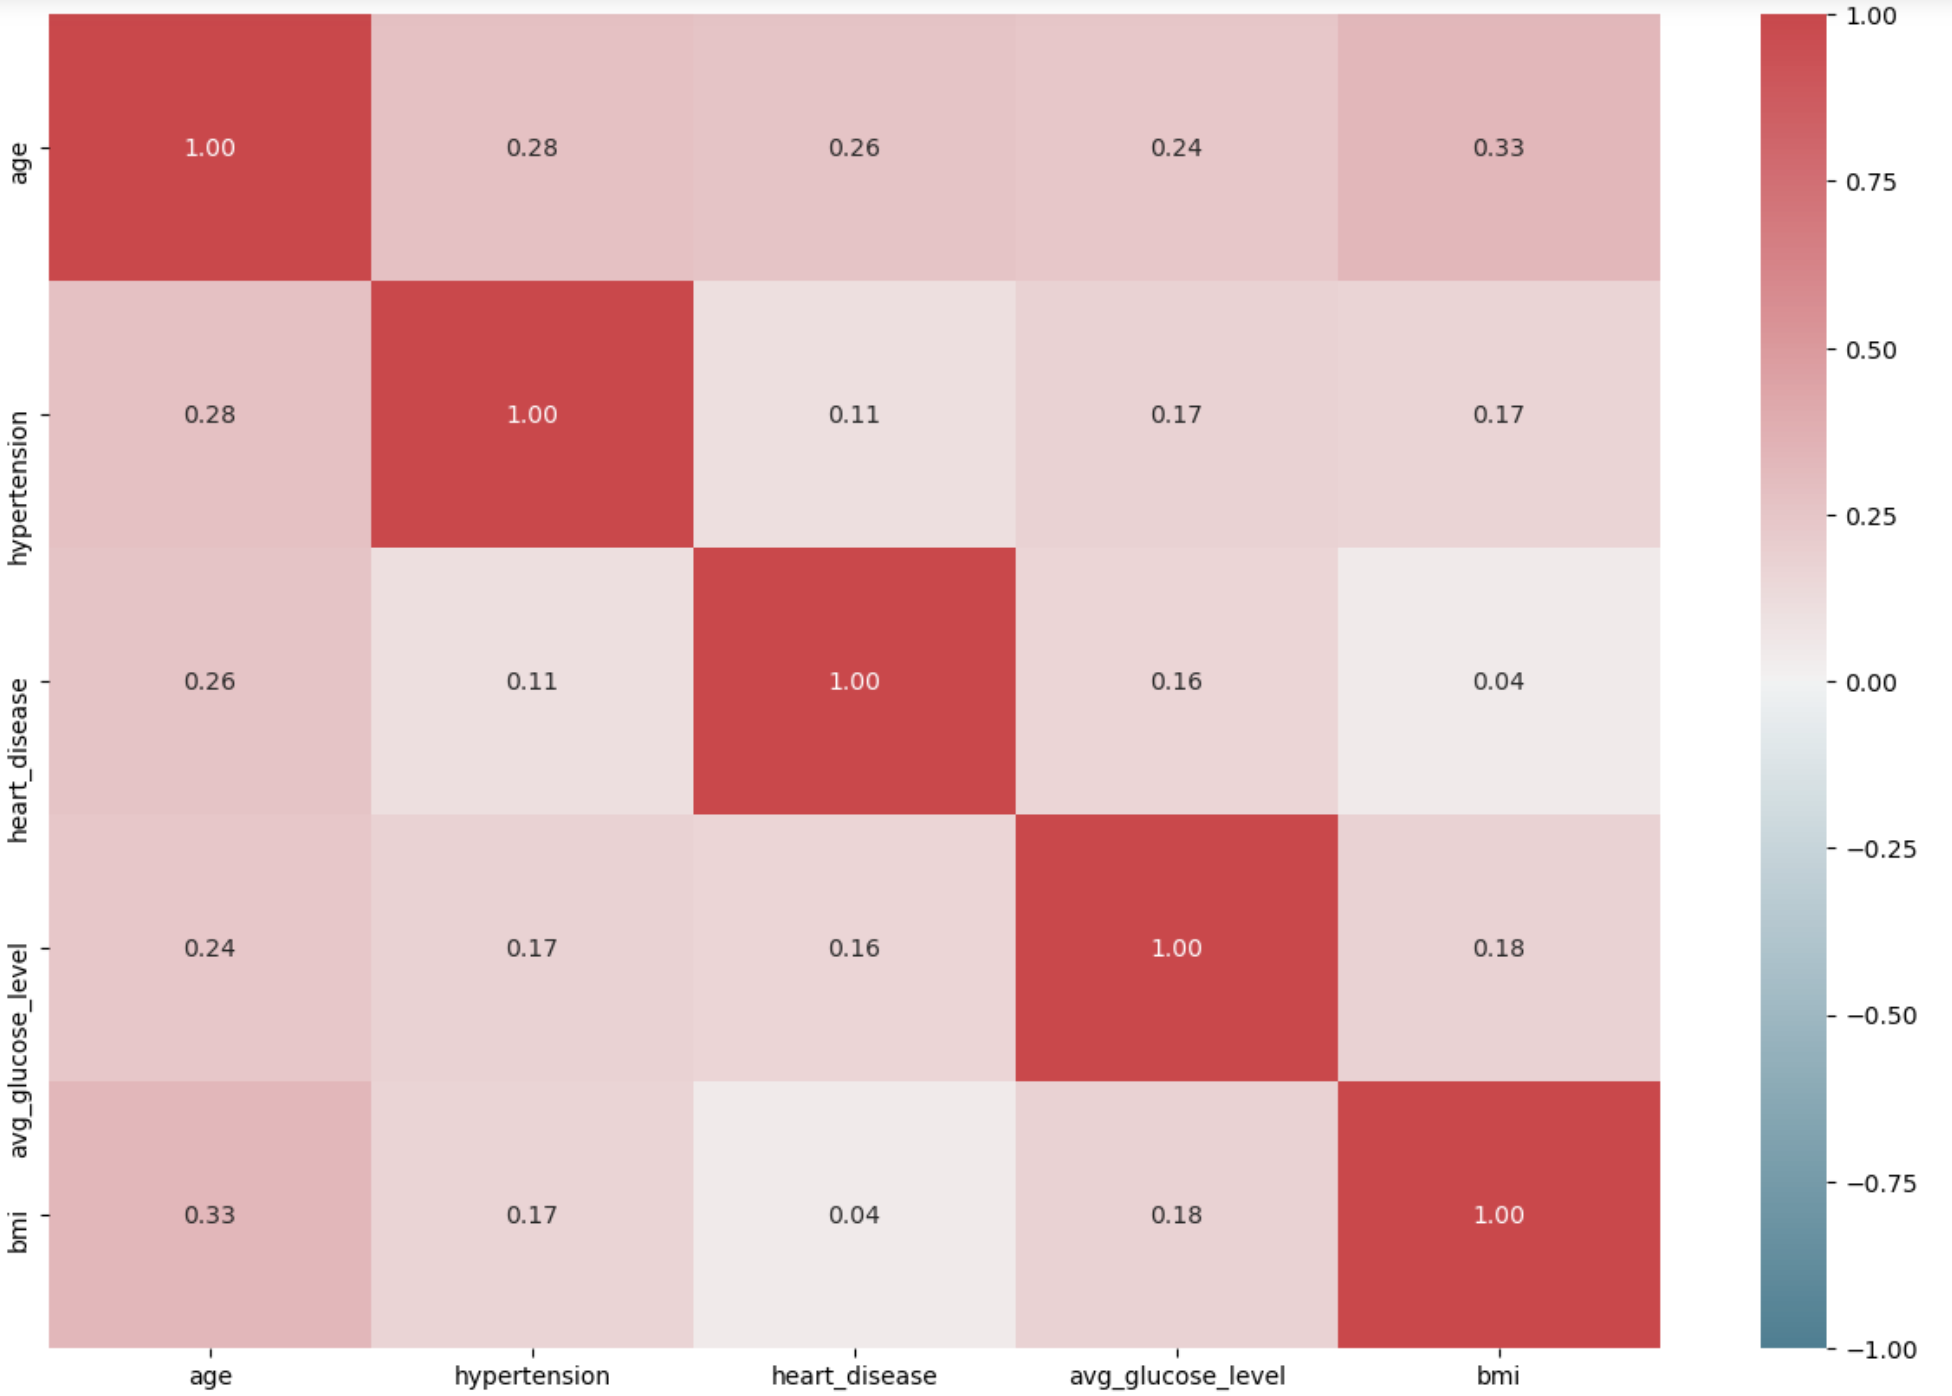 age 1.00 0.28 0.26 0.24 0.33
hypertension 0.28 1.00 0.11 0.17 0.17
heart_disease 0.26 0.11 1.00 0.16 0.04
avg_glucose_level 0.24 0.17 0.16 1.00 0.18
bmi 0.33 0.17 0.04 0.18 1.00
age hypertension heart_disease avg_glucose_level bmi
1.00
0.75
0.50
0.25
0.00
−0.25
−0.50
−0.75
−1.00